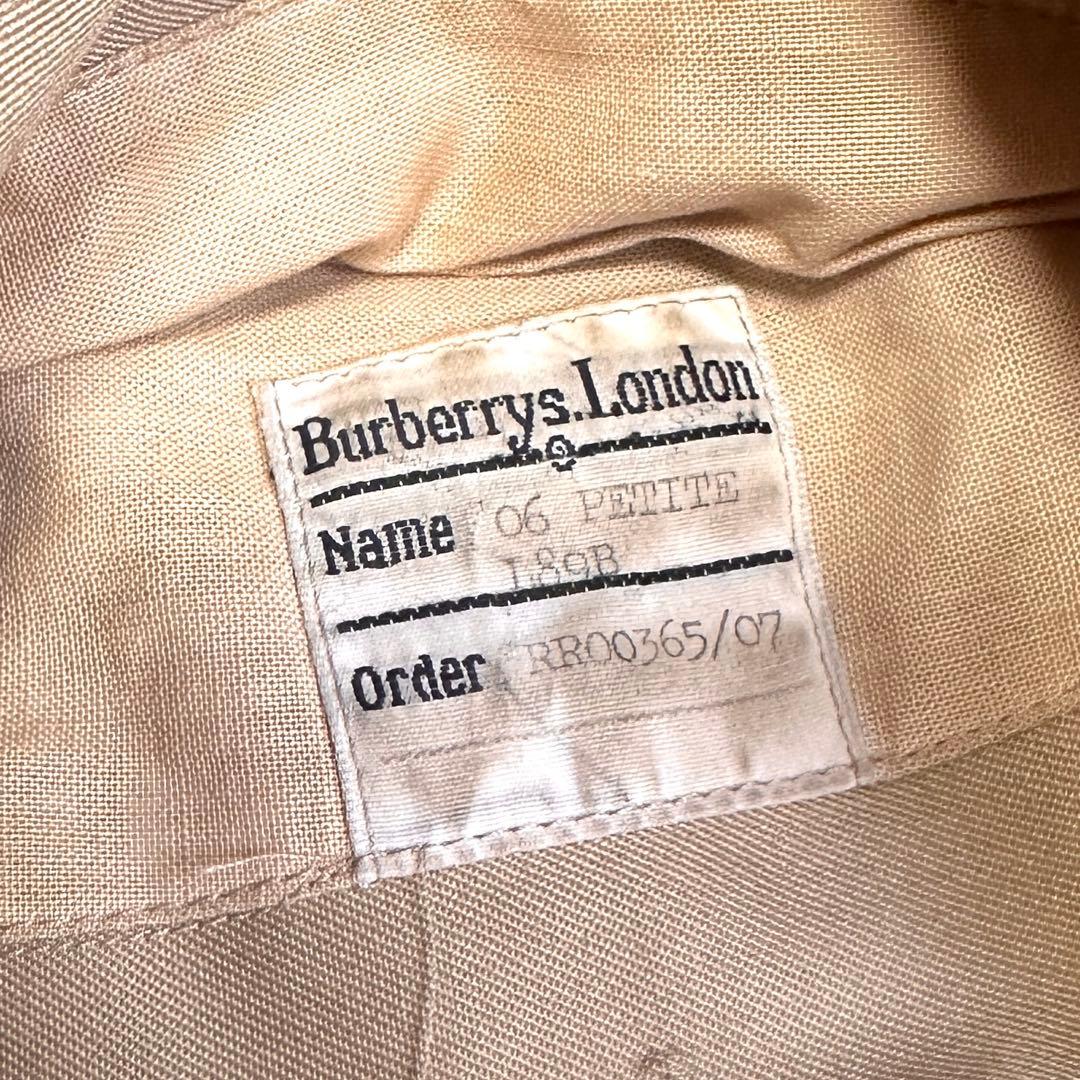 Burberrys.London
Name '06 PETITE
L89B
Order RR00365/07